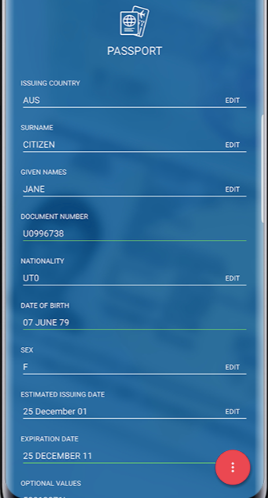 PASSPORT
ISSUING COUNTRY
AUS EDIT
SURNAME
CITIZEN EDIT
GIVEN NAMES
JANE EDIT
DOCUMENT NUMBER
U0996738
NATIONALITY
UT0 EDIT
DATE OF BIRTH
07 JUNE 79
SEX
F EDIT
ESTIMATED ISSUING DATE
25 December 01 EDIT
EXPIRATION DATE
25 DECEMBER 11
OPTIONAL VALUES